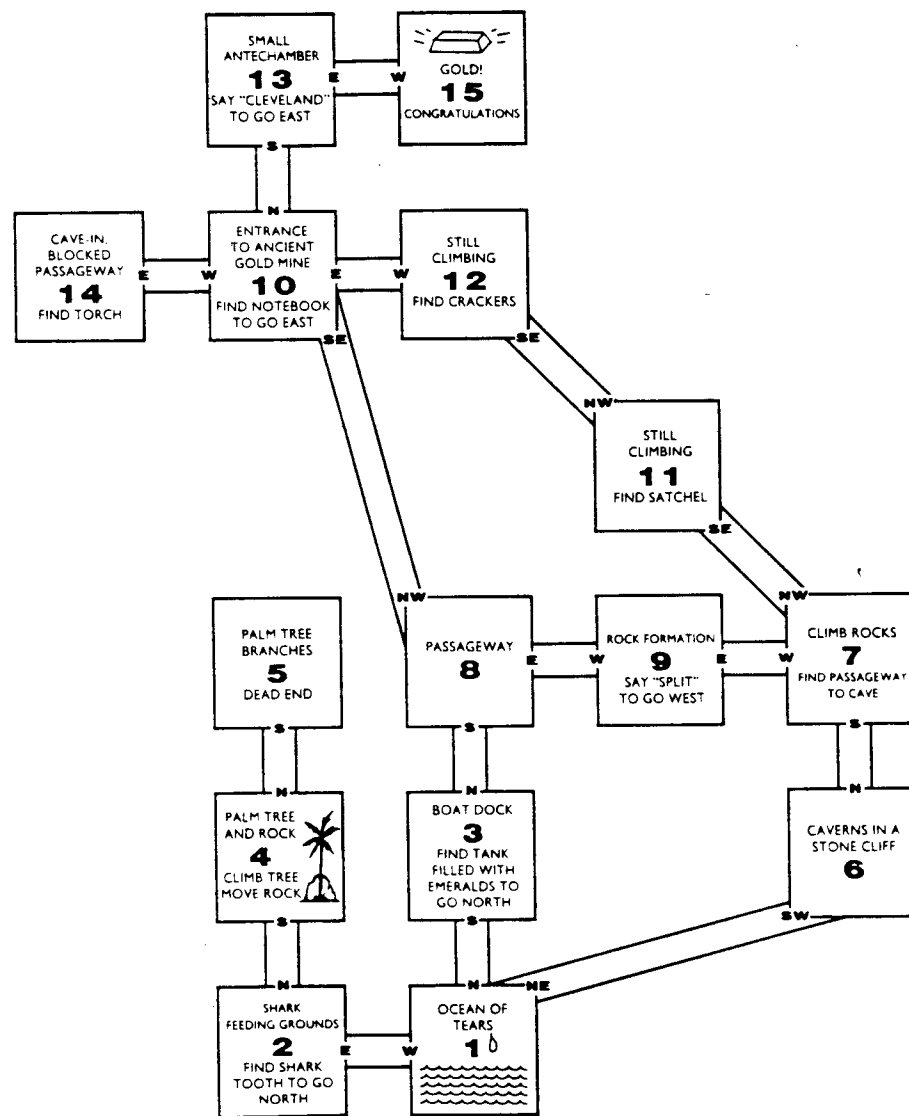 SMALL
ANTECHAMBER
13
SAY "CLEVELAND"
TO GO EAST
E
S
W
GOLD!
15
CONGRATULATIONS
CAVE-IN,
BLOCKED
PASSAGEWAY
14
FIND TORCH
E
N
ENTRANCE
TO ANCIENT
GOLD MINE
10
FIND NOTEBOOK
TO GO EAST
W
E
SE
STILL
CLIMBING
12
FIND CRACKERS
W
SE
NW
STILL
CLIMBING
11
FIND SATCHEL
SE
PALM TREE
BRANCHES
5
DEAD END
S
NW
PASSAGEWAY
8
E
S
ROCK FORMATION
9
SAY "SPLIT"
TO GO WEST
W
E
NW
CLIMB ROCKS
7
FIND PASSAGEWAY
TO CAVE
W
S
N
PALM TREE
AND ROCK
4
CLIMB TREE
MOVE ROCK
S
N
BOAT DOCK
3
FIND TANK
FILLED WITH
EMERALDS TO
GO NORTH
S
N
CAVERNS IN A
STONE CLIFF
6
SW
N
SHARK
FEEDING GROUNDS
2
FIND SHARK
TOOTH TO GO
NORTH
E
N
NE
OCEAN OF
TEARS
1
W